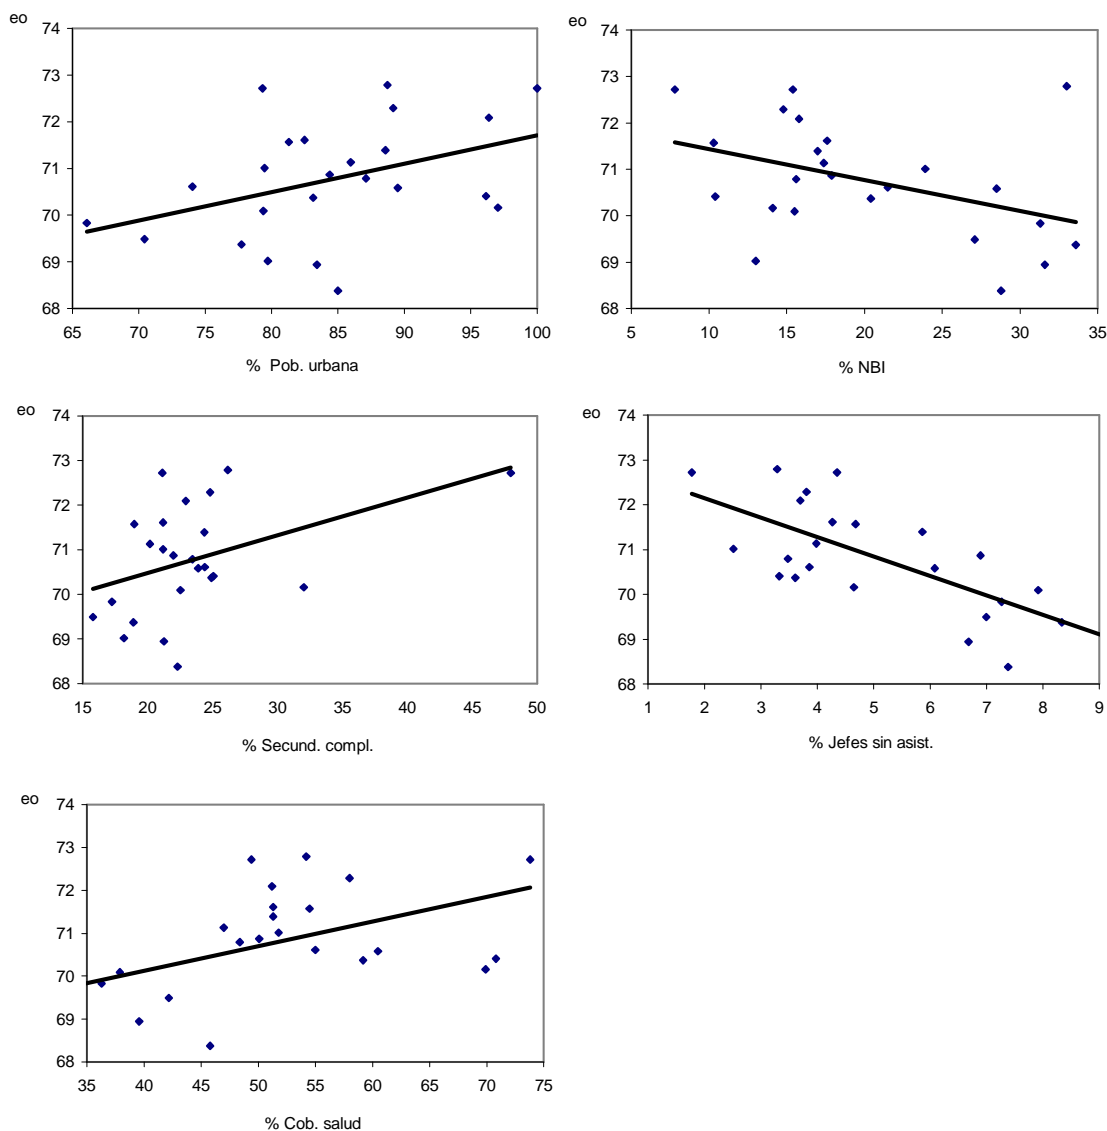 eo
74
73
72
71
70
69
68
65 70 75 80 85 90 95 100
% Pob. urbana
eo
74
73
72
71
70
69
68
5 10 15 20 25 30 35
% NBI
eo
74
73
72
71
70
69
68
15 20 25 30 35 40 45 50
% Secund. compl.
eo
74
73
72
71
70
69
68
1 2 3 4 5 6 7 8 9
% Jefes sin asist.
eo
74
73
72
71
70
69
68
35 40 45 50 55 60 65 70 75
% Cob. salud